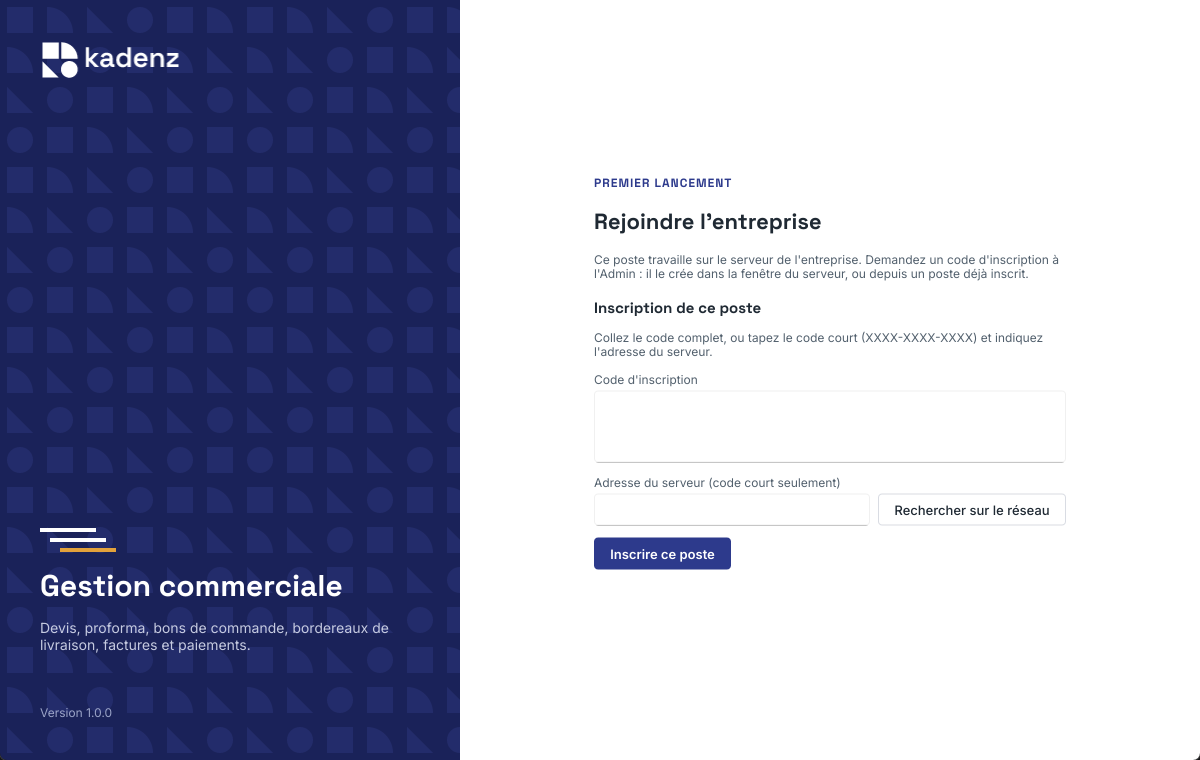 kadenz
Gestion commerciale
Devis, proforma, bons de commande, bordereaux de
livraison, factures et paiements.
Version 1.0.0
PREMIER LANCEMENT
Rejoindre l’entreprise
Ce poste travaille sur le serveur de l'entreprise. Demandez un code d'inscription à
l'Admin : il le crée dans la fenêtre du serveur, ou depuis un poste déjà inscrit.
Inscription de ce poste
Collez le code complet, ou tapez le code court (XXXX-XXXX-XXXX) et indiquez
l'adresse du serveur.
Code d'inscription
Adresse du serveur (code court seulement)
Rechercher sur le réseau
Inscrire ce poste